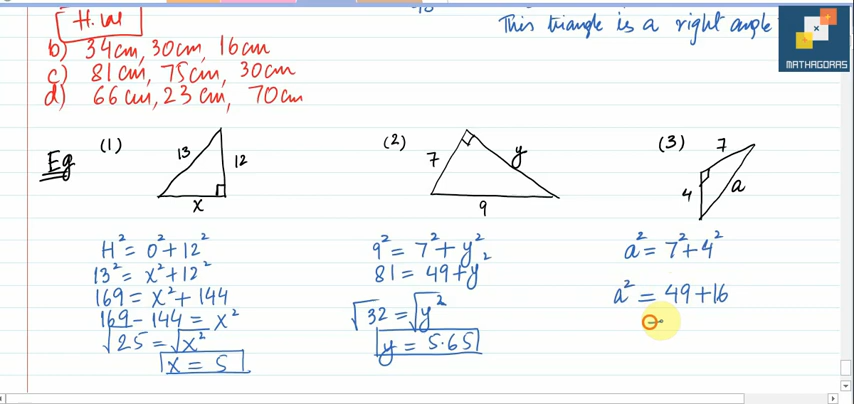 H.W
This triangle is a right angle
MATHAGORAS
b) 34cm, 30cm, 16cm
c) 81cm, 75cm, 30cm
d) 66cm, 23cm, 70cm
Eg (1) 13 12 x
(2) 7 y 9
(3) 7 4 a
H² = 0² + 12²
13² = x² + 12²
169 = x² + 144
169 - 144 = x²
√25 = √x²
x = 5
9² = 7² + y²
81 = 49 + y²
√32 = √y²
y = 5.65
a² = 7² + 4²
a² = 49 + 16